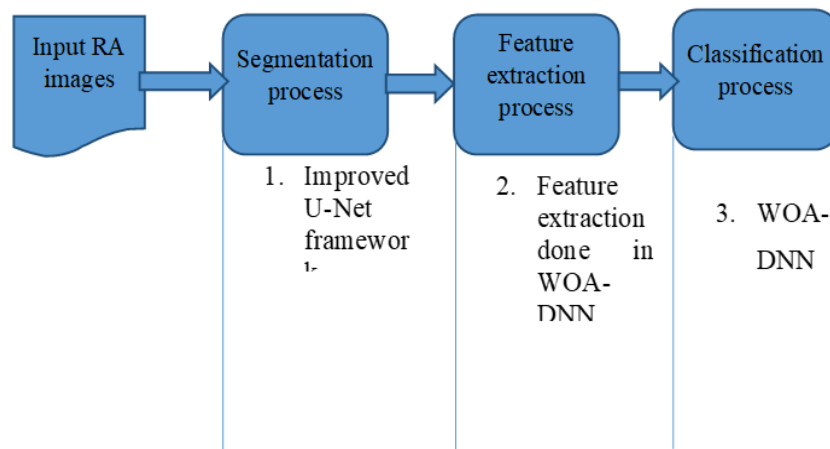 Input RA
images
Segmentation
process
Feature
extraction
process
Classification
process
1. Improved
U-Net
framewor
k
2. Feature
extraction
done in
WOA-
DNN
3. WOA-
DNN